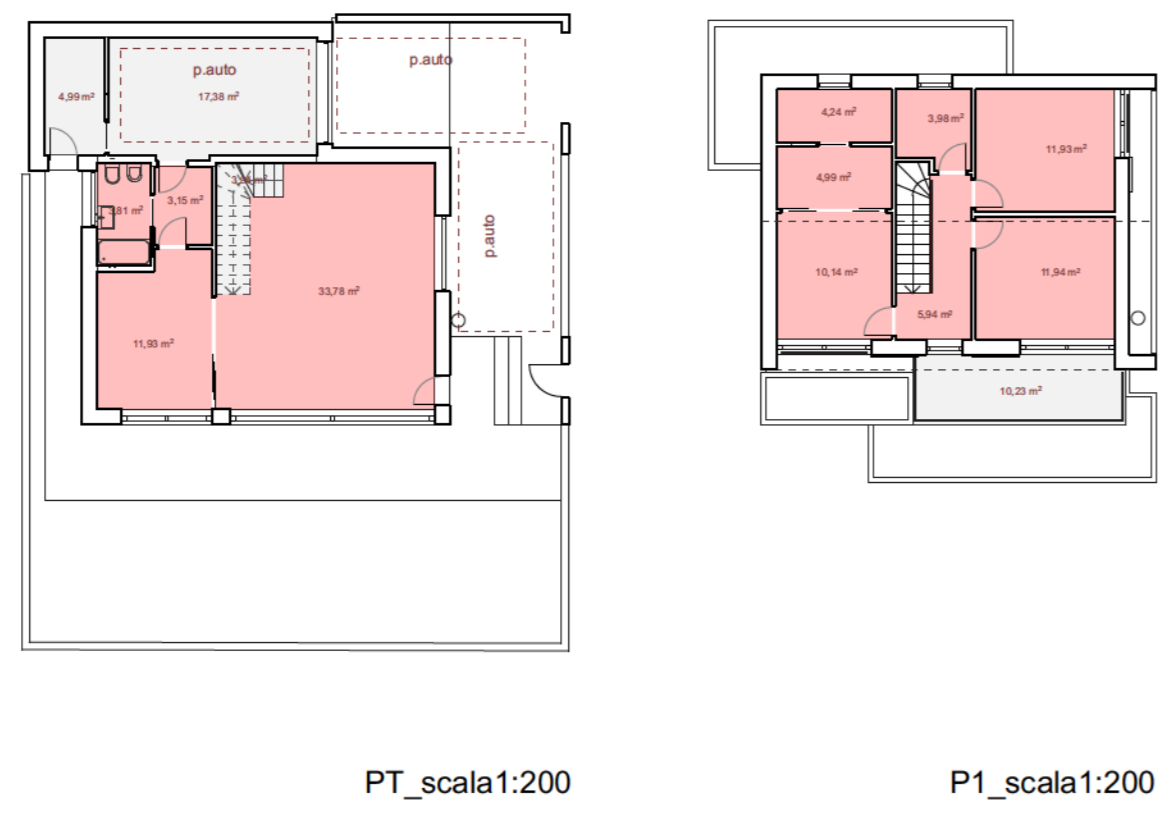 p.auto
17,38 m²
4,99 m²
p.auto
p.auto
3,15 m²
33,78 m²
11,93 m²
4,24 m²
3,98 m²
11,93 m²
4,99 m²
10,14 m²
11,94 m²
5,94 m²
10,23 m²
PT_scala1:200
P1_scala1:200